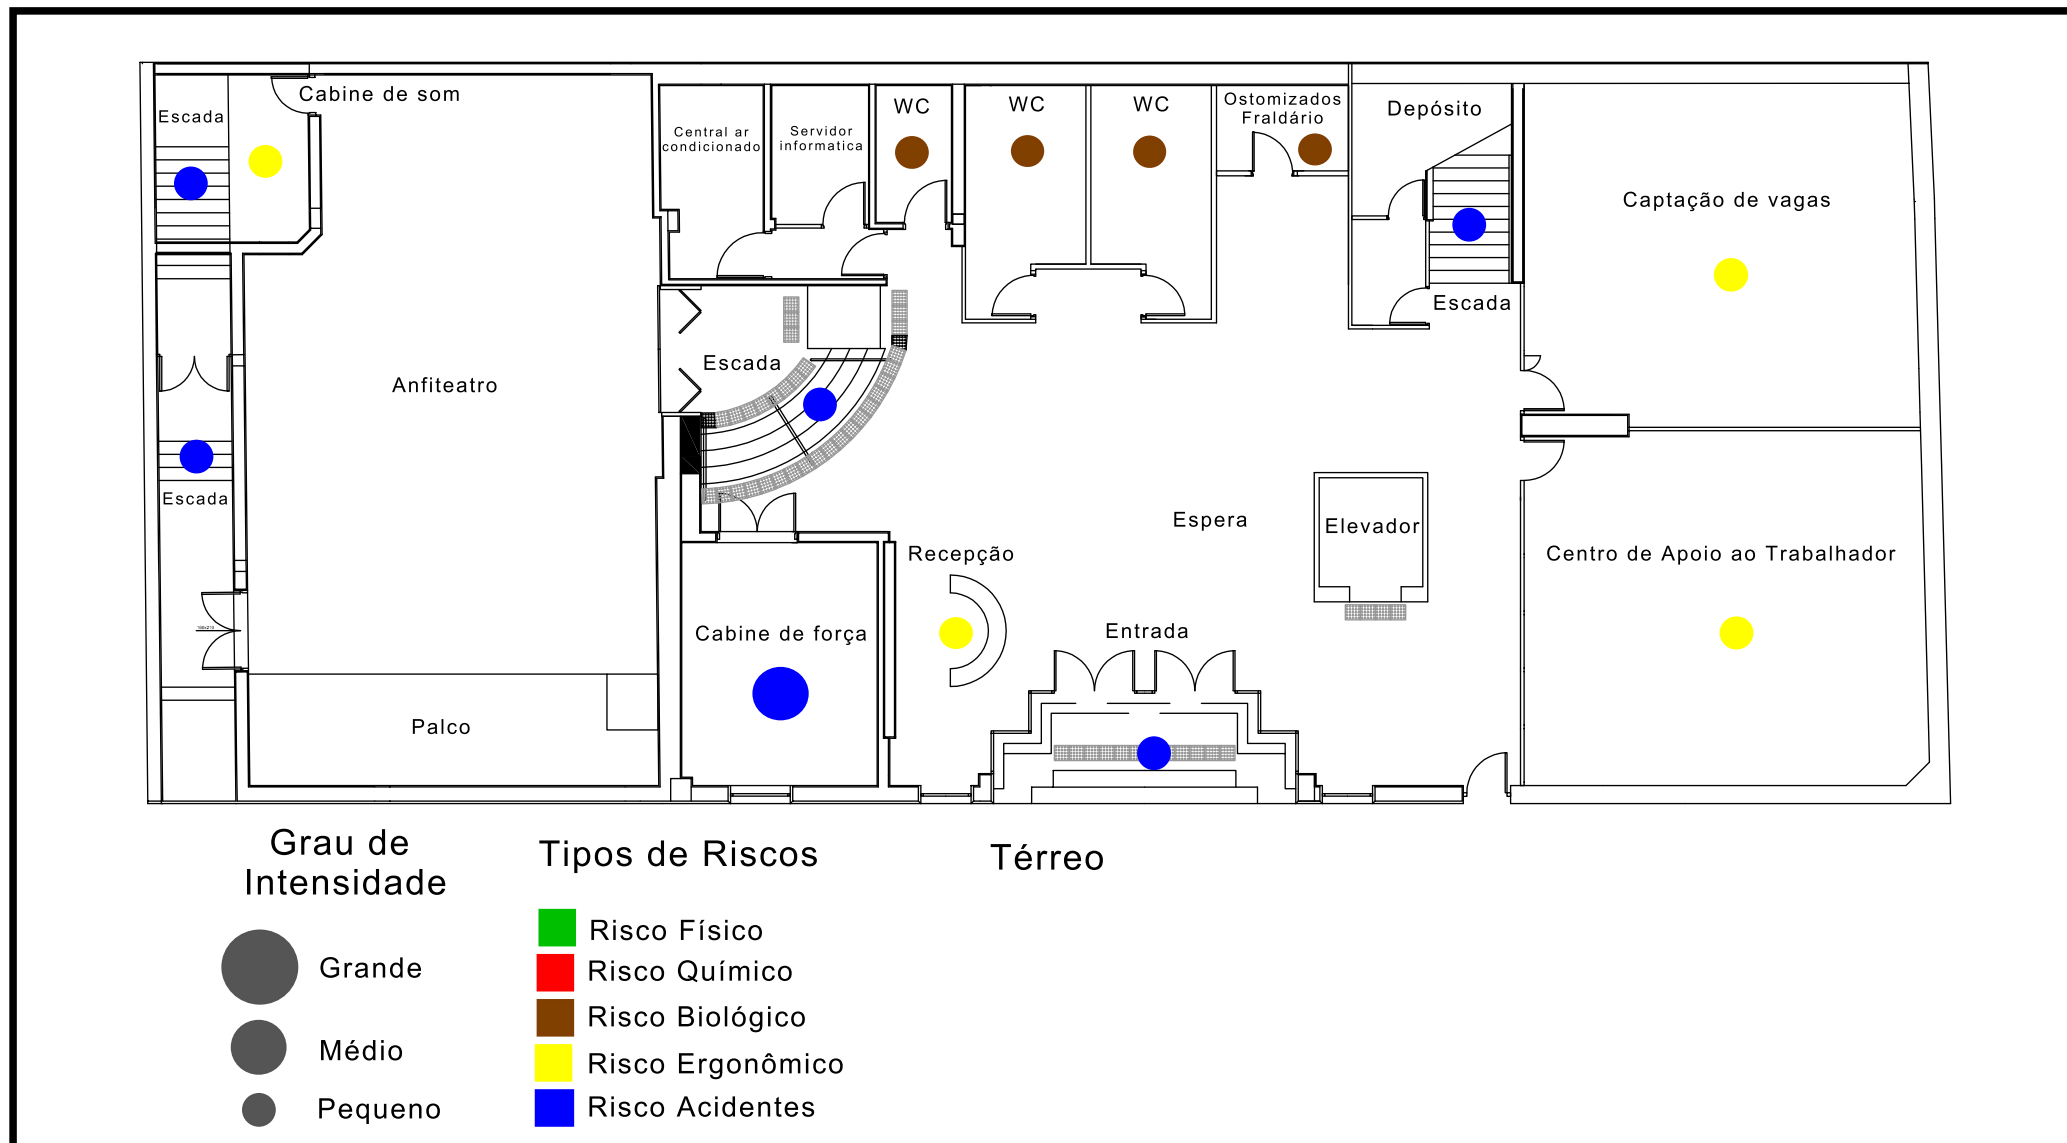 Cabine de som
Escada
WC
WC
WC
Ostomizados
Fraldário
Depósito
Central ar
condicionado
Servidor
informatica
Captação de vagas
Escada
Escada
Anfiteatro
Escada
Espera
Elevador
Recepção
Centro de Apoio ao Trabalhador
Cabine de força
Entrada
Palco
Grau de
Intensidade
Grande
Médio
Pequeno
Tipos de Riscos
Risco Físico
Risco Químico
Risco Biológico
Risco Ergonômico
Risco Acidentes
Térreo